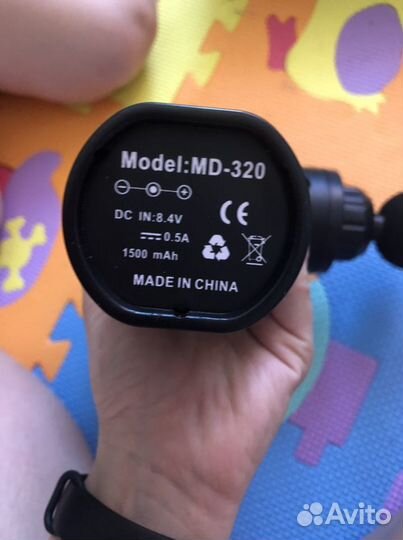 Model:MD-320
DC IN:8.4V
0.5A
1500 mAh
CE
MADE IN CHINA
Avito